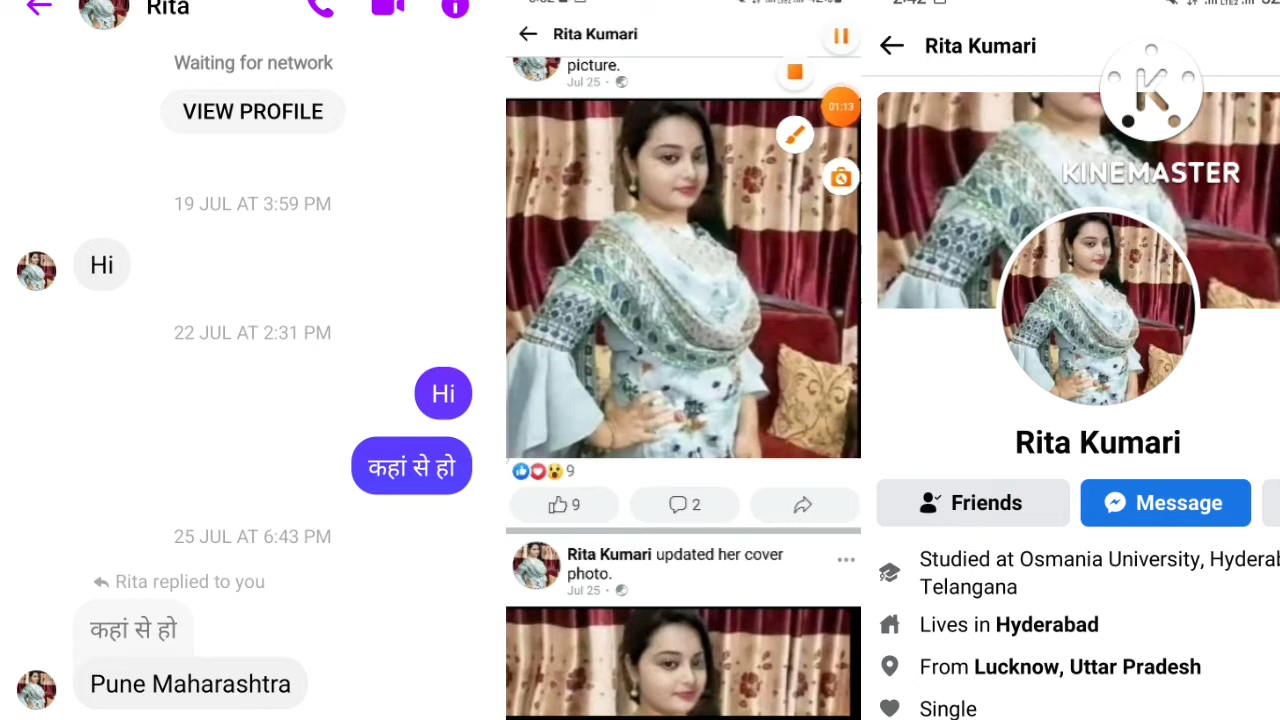 Rita
Waiting for network
VIEW PROFILE
19 JUL AT 3:59 PM
Hi
22 JUL AT 2:31 PM
Hi
कहां से हो
25 JUL AT 6:43 PM
Rita replied to you
कहां से हो
Pune Maharashtra
Rita Kumari
picture.
Jul 25
01:13
9
9
2
Rita Kumari updated her cover
photo.
Jul 25
2:42
Rita Kumari
K
KINEMASTER
Rita Kumari
Friends
Message
Studied at Osmania University,
Telangana
Lives in Hyderabad
From Lucknow, Uttar Pradesh
Single